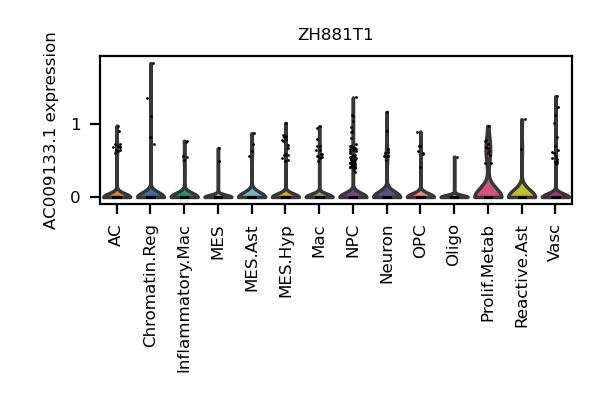 ZH881T1
AC009133.1 expression
1
0
AC
Chromatin.Reg
Inflammatory.Mac
MES
MES.Ast
MES.Hyp
Mac
NPC
Neuron
OPC
Oligo
Prolif.Metab
Reactive.Ast
Vasc